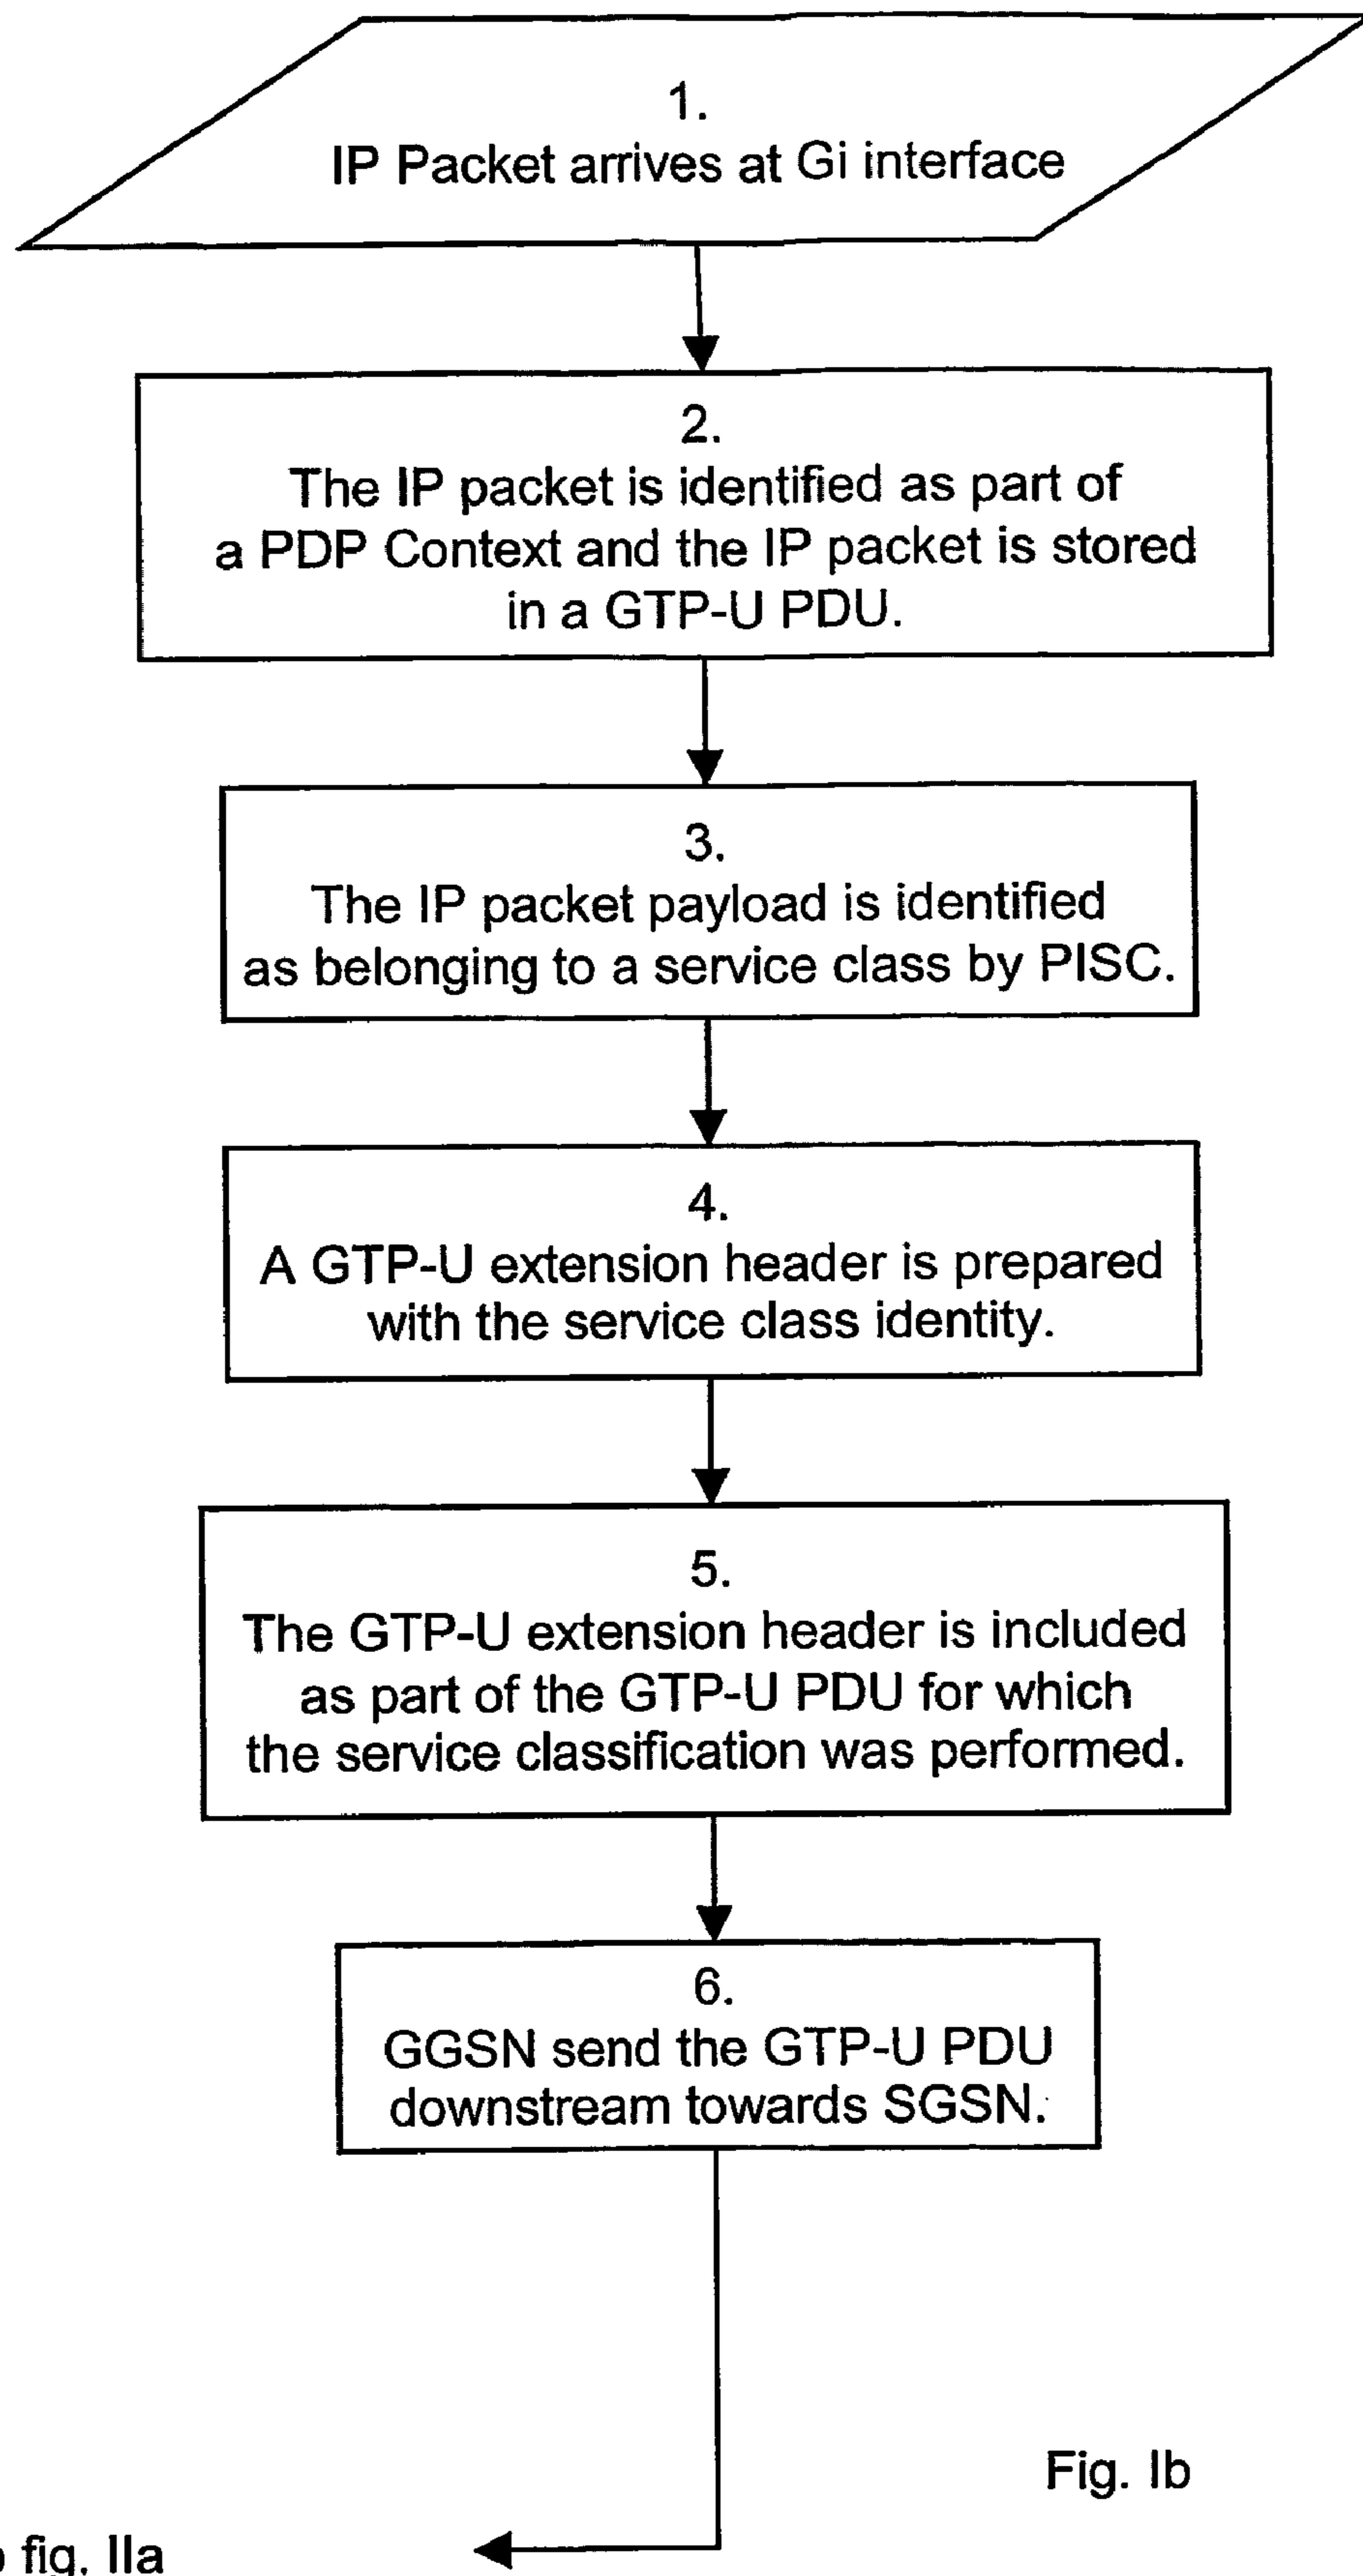 1.
IP Packet arrives at Gi interface
2.
The IP packet is identified as part of
a PDP Context and the IP packet is stored
in a GTP-U PDU.
3.
The IP packet payload is identified
as belonging to a service class by PISC.
4.
A GTP-U extension header is prepared
with the service class identity.
5.
The GTP-U extension header is included
as part of the GTP-U PDU for which
the service classification was performed.
6.
GGSN send the GTP-U PDU
downstream towards SGSN.
Fig. Ib
fig. IIa